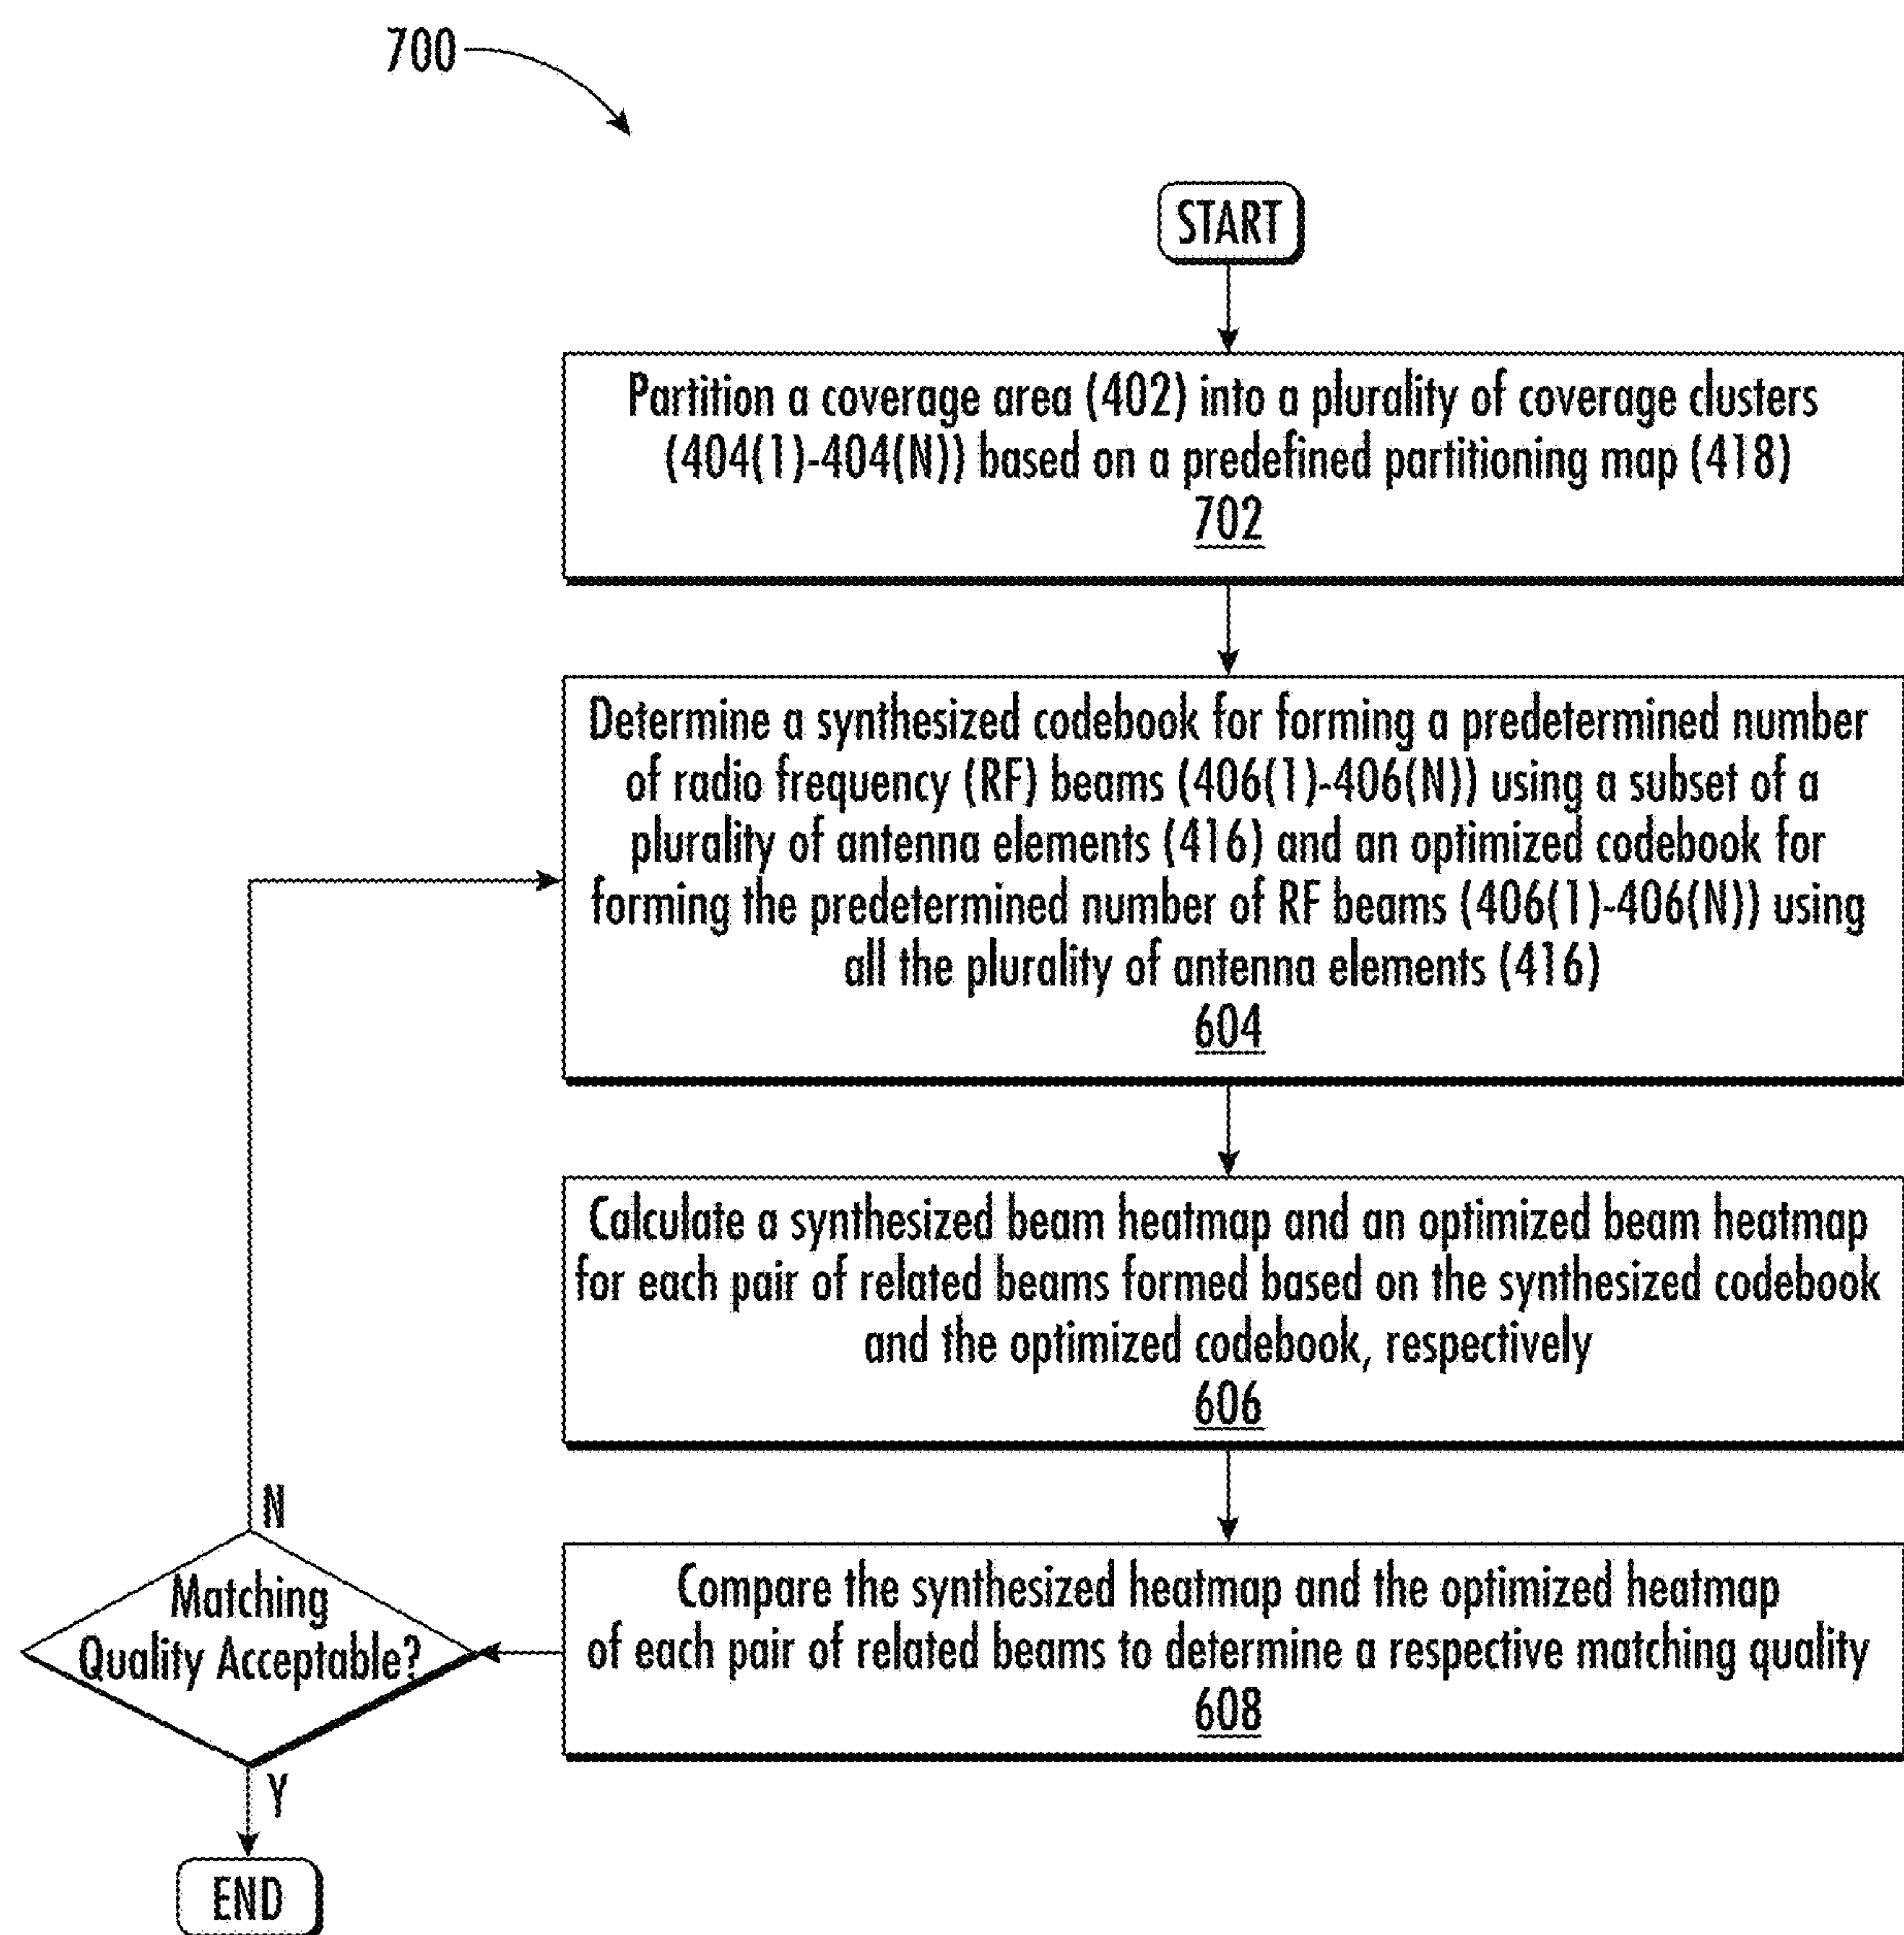 700
START
Partition a coverage area (402) into a plurality of coverage clusters
(404(1)-404(N)) based on a predefined partitioning map (418)
702
Determine a synthesized codebook for forming a predetermined number
of radio frequency (RF) beams (406(1)-406(N)) using a subset of a
plurality of antenna elements (416) and an optimized codebook for
forming the predetermined number of RF beams (406(1)-406(N)) using
all the plurality of antenna elements (416)
604
Calculate a synthesized beam heatmap and an optimized beam heatmap
for each pair of related beams formed based on the synthesized codebook
and the optimized codebook, respectively
606
Compare the synthesized heatmap and the optimized heatmap
of each pair of related beams to determine a respective matching quality
608
N
Matching
Quality Acceptable?
Y
END